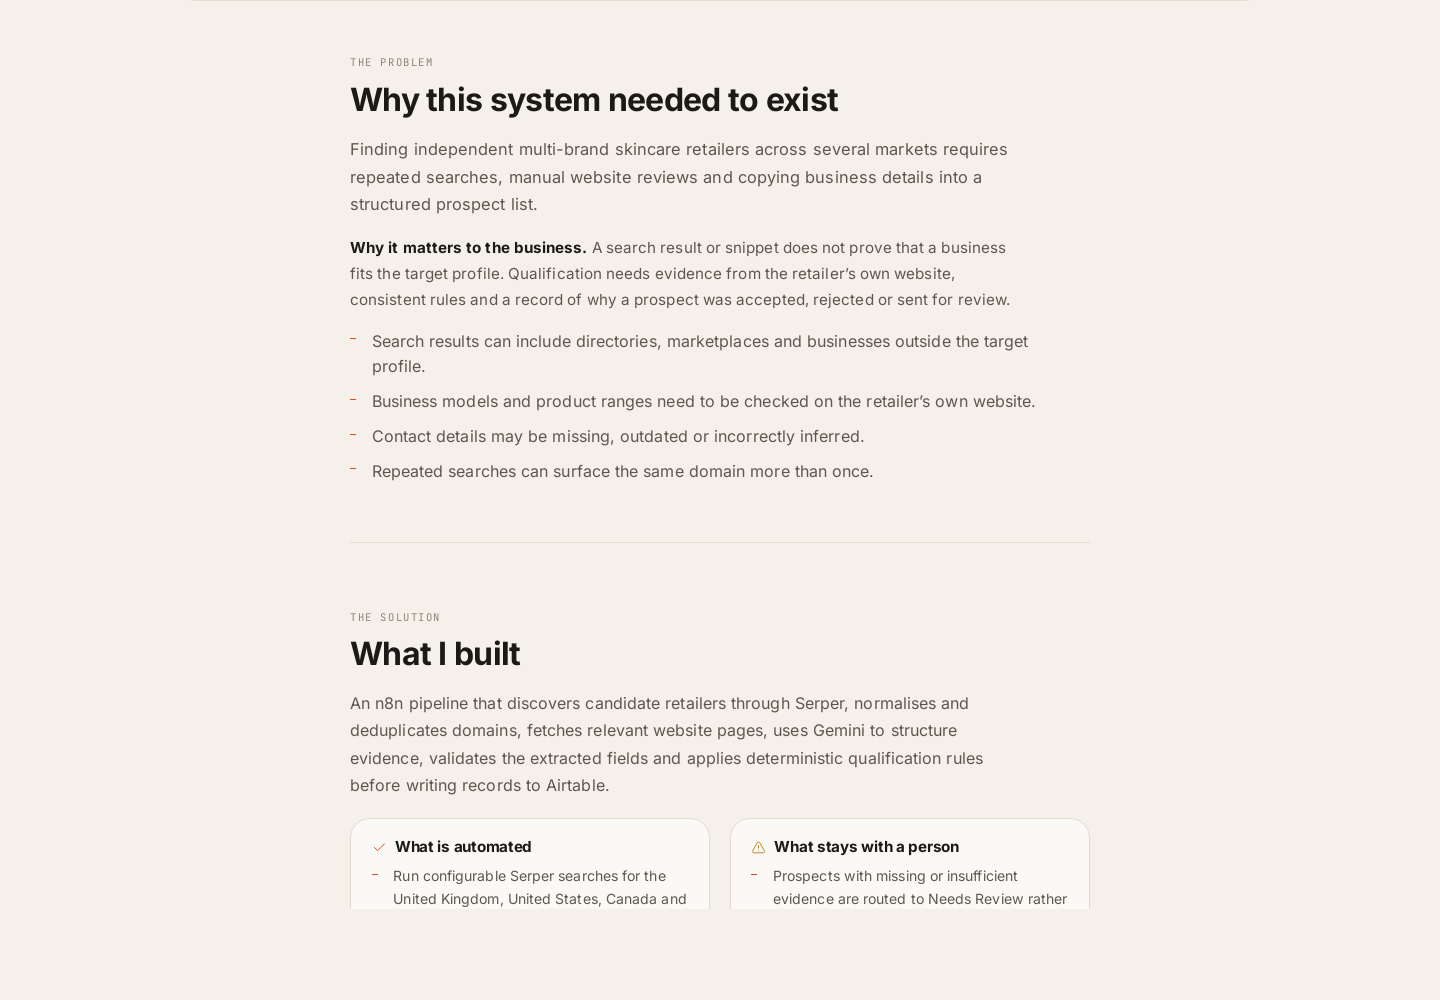 THE PROBLEM
Why this system needed to exist
Finding independent multi-brand skincare retailers across several markets requires
repeated searches, manual website reviews and copying business details into a
structured prospect list.
Why it matters to the business. A search result or snippet does not prove that a business
fits the target profile. Qualification needs evidence from the retailer’s own website,
consistent rules and a record of why a prospect was accepted, rejected or sent for review.
– Search results can include directories, marketplaces and businesses outside the target
profile.
– Business models and product ranges need to be checked on the retailer’s own website.
– Contact details may be missing, outdated or incorrectly inferred.
– Repeated searches can surface the same domain more than once.
THE SOLUTION
What I built
An n8n pipeline that discovers candidate retailers through Serper, normalises and
deduplicates domains, fetches relevant website pages, uses Gemini to structure
evidence, validates the extracted fields and applies deterministic qualification rules
before writing records to Airtable.
What is automated
– Run configurable Serper searches for the
United Kingdom, United States, Canada and
What stays with a person
– Prospects with missing or insufficient
evidence are routed to Needs Review rather